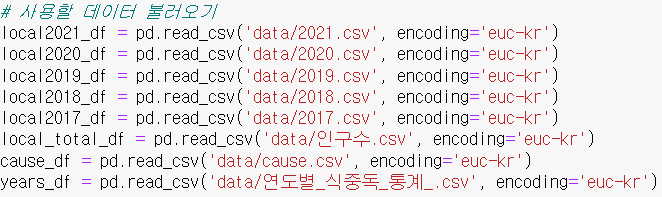 # 사용할 데이터 불러오기
local2021_df = pd.read_csv('data/2021.csv', encoding='euc-kr')
local2020_df = pd.read_csv('data/2020.csv', encoding='euc-kr')
local2019_df = pd.read_csv('data/2019.csv', encoding='euc-kr')
local2018_df = pd.read_csv('data/2018.csv', encoding='euc-kr')
local2017_df = pd.read_csv('data/2017.csv', encoding='euc-kr')
local_total_df = pd.read_csv('data/인구수.csv', encoding='euc-kr')
cause_df = pd.read_csv('data/cause.csv', encoding='euc-kr')
years_df = pd.read_csv('data/연도별_식중독_통계_.csv', encoding='euc-kr')